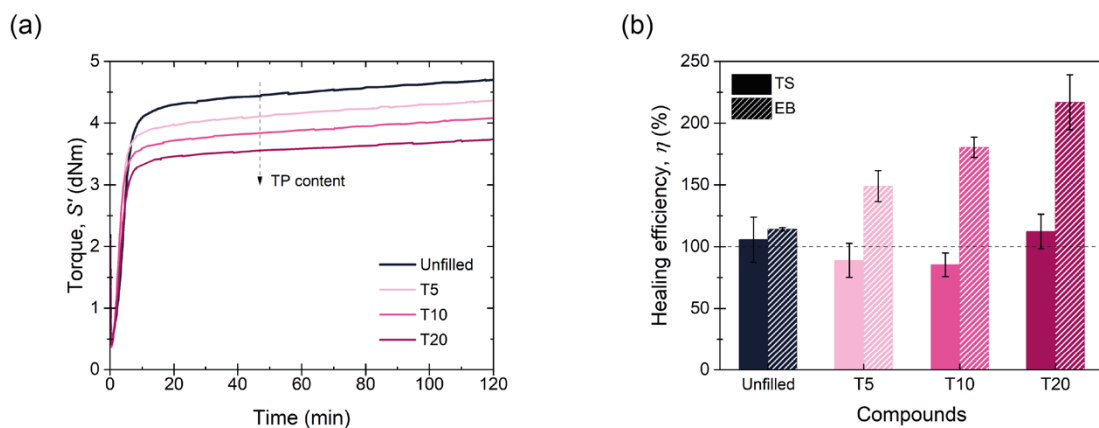 (a)
5
4
3
2
1
0
0 20 40 60 80 100 120
Torque, S′ (dNm)
Time (min)
TP content
Unfilled
T5
T10
T20
(b)
250
200
150
100
50
0
Healing efficiency, η (%)
TS
EB
Unfilled T5 T10 T20
Compounds